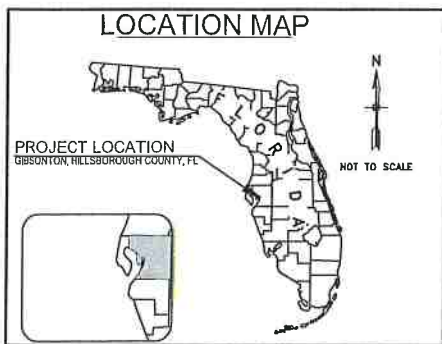 LOCATION MAP
N
PROJECT LOCATION
GIBSONTON, HILLSBOROUGH COUNTY, FL
NOT TO SCALE
FLORIDA